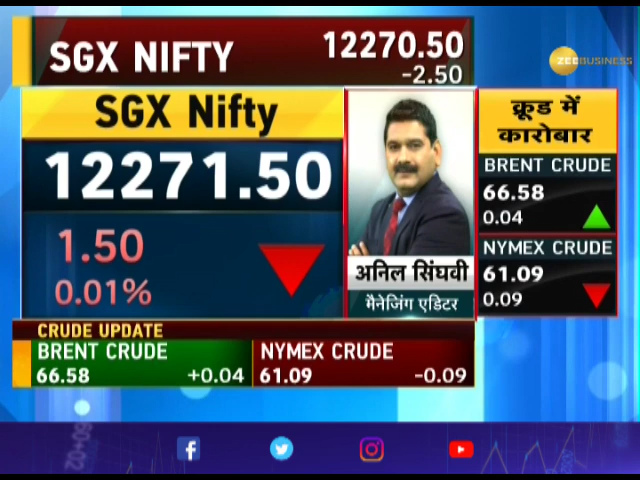 SGX NIFTY
12270.50
-2.50
ZEEBUSINESS
SGX Nifty
12271.50
1.50
0.01%
अनिल सिंघवी
मैनेजिंग एडिटर
क्रूड में
कारोबार
BRENT CRUDE
66.58
0.04
NYMEX CRUDE
61.09
0.09
CRUDE UPDATE
BRENT CRUDE
66.58 +0.04
NYMEX CRUDE
61.09 -0.09